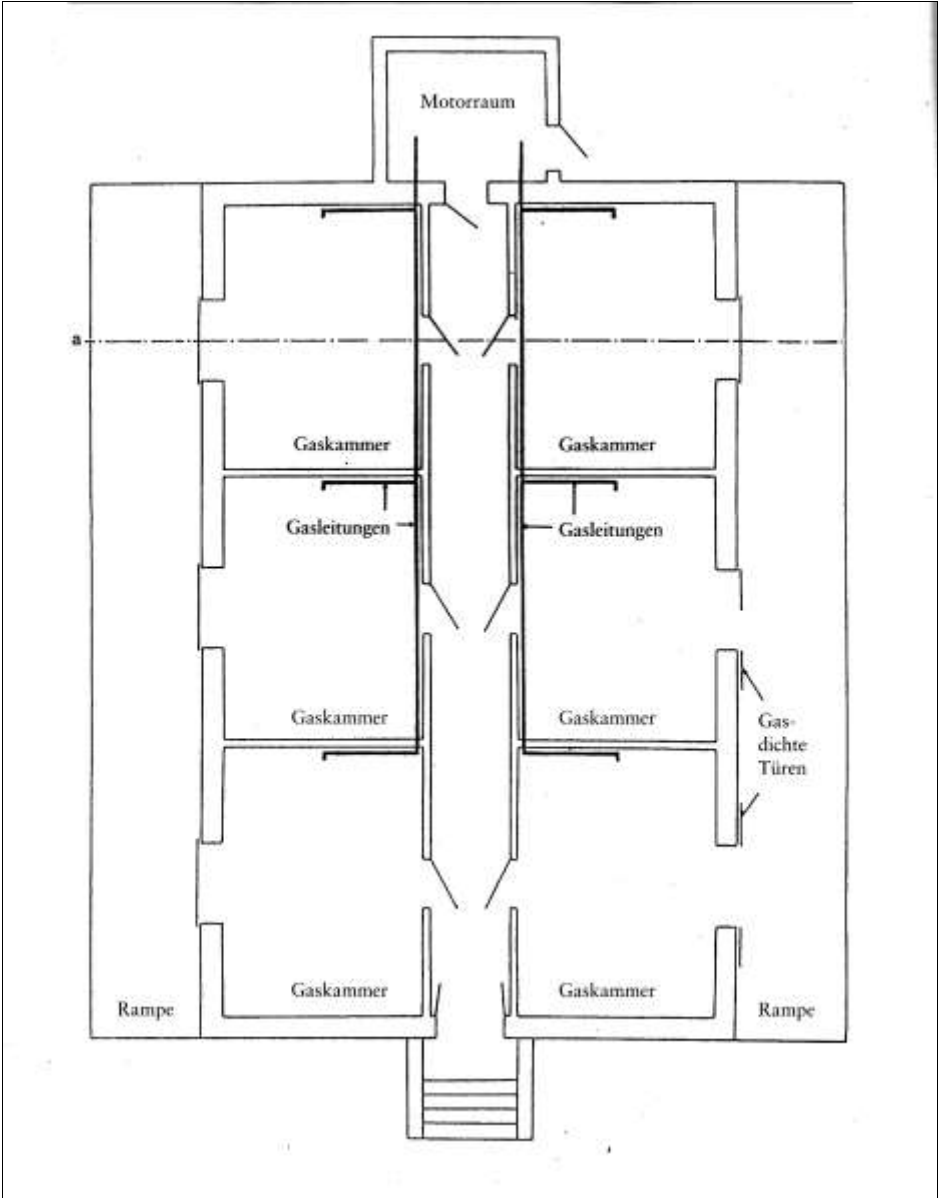 Motorraum
a
Gaskammer
Gaskammer
Gasleitungen
Gasleitungen
Gaskammer
Gaskammer
Gas-
dichte
Türen
Gaskammer
Gaskammer
Rampe
Rampe